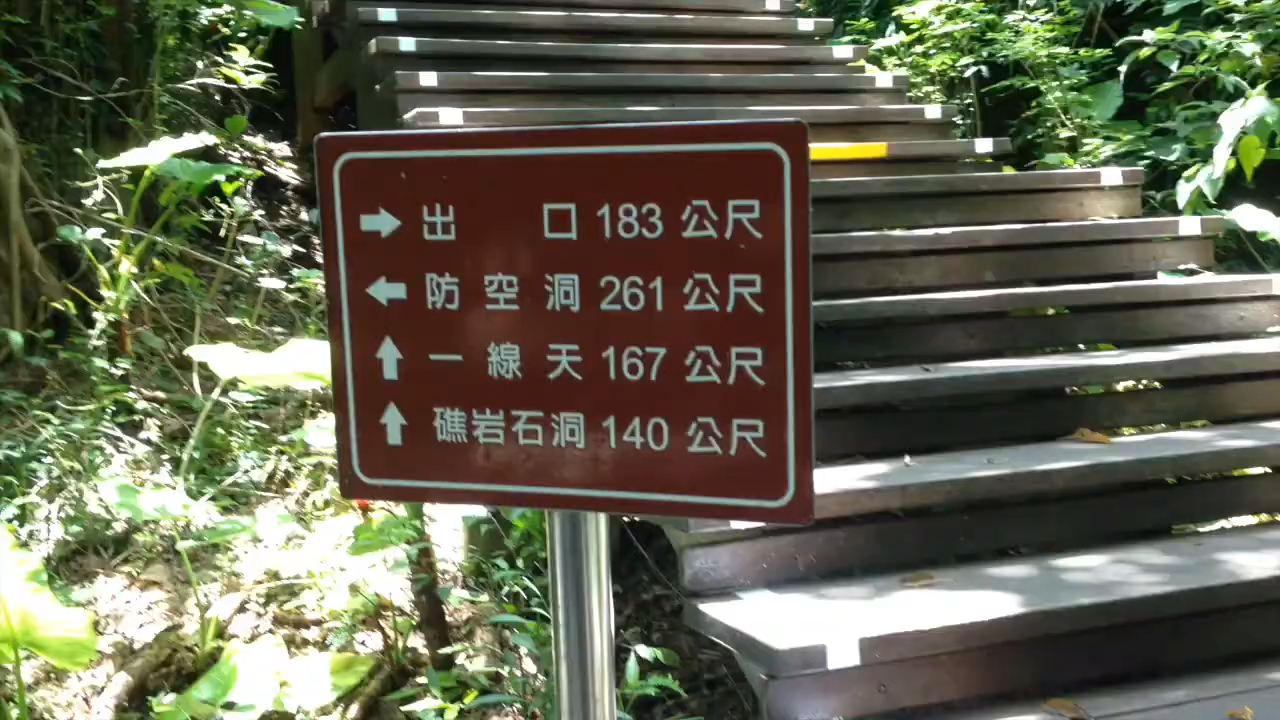 → 出口 183 公尺
← 防空洞 261 公尺
↑ 一線天 167 公尺
↑ 礁岩石洞 140 公尺